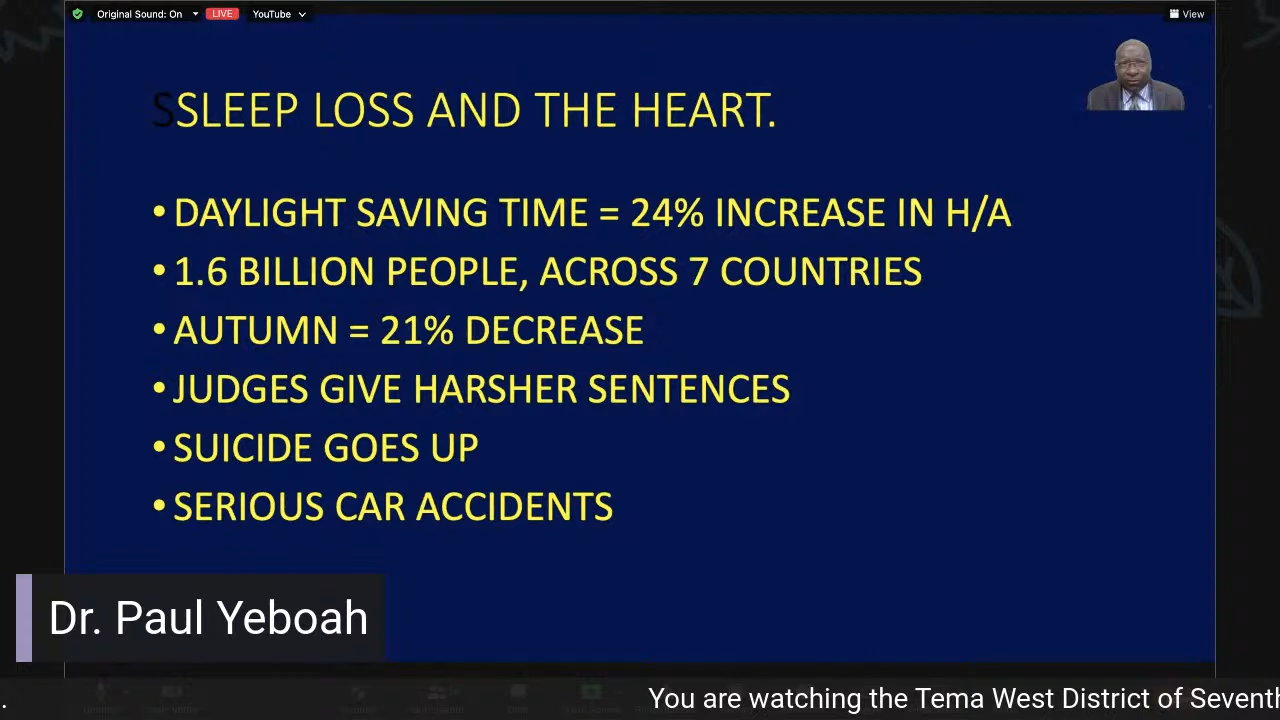 Original Sound: On
LIVE
YouTube
View
SSLEEP LOSS AND THE HEART.
• DAYLIGHT SAVING TIME = 24% INCREASE IN H/A
• 1.6 BILLION PEOPLE, ACROSS 7 COUNTRIES
• AUTUMN = 21% DECREASE
• JUDGES GIVE HARSHER SENTENCES
• SUICIDE GOES UP
• SERIOUS CAR ACCIDENTS
Dr. Paul Yeboah
. You are watching the Tema West District of Seventh